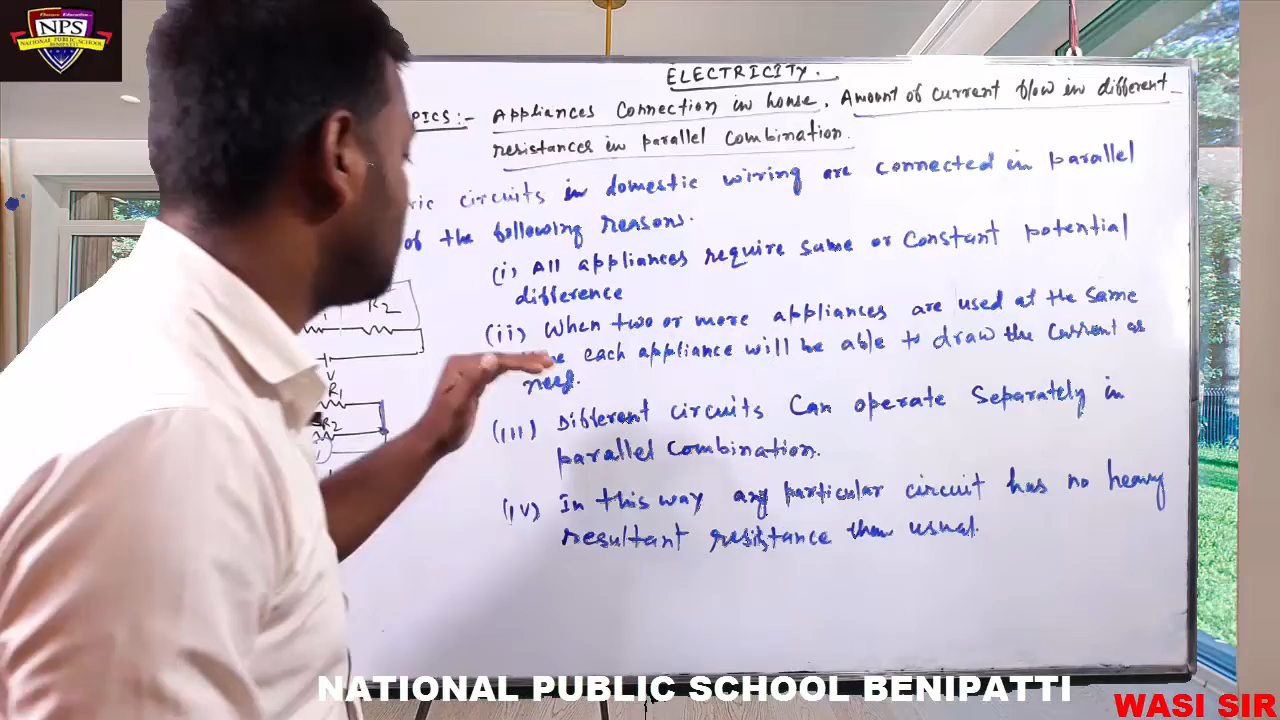 NPS
NATIONAL PUBLIC SCHOOL
BENIPATTI
ELECTRICITY.
PICS:- Appliances Connection in house, Amount of current flow in different
resistances in parallel combination.
ric circuits in domestic wiring are connected in parallel
of the following reasons.
(i) All appliances require same or constant potential
difference
(ii) When two or more appliances are used at the same
each appliance will be able to draw the current as
need.
(iii) Different circuits can operate separately in
parallel combination.
(iv) In this way any particular circuit has no heavy
resultant resistance than usual.
R2
V
R1
R2
NATIONAL PUBLIC SCHOOL BENIPATTI
WASI SIR